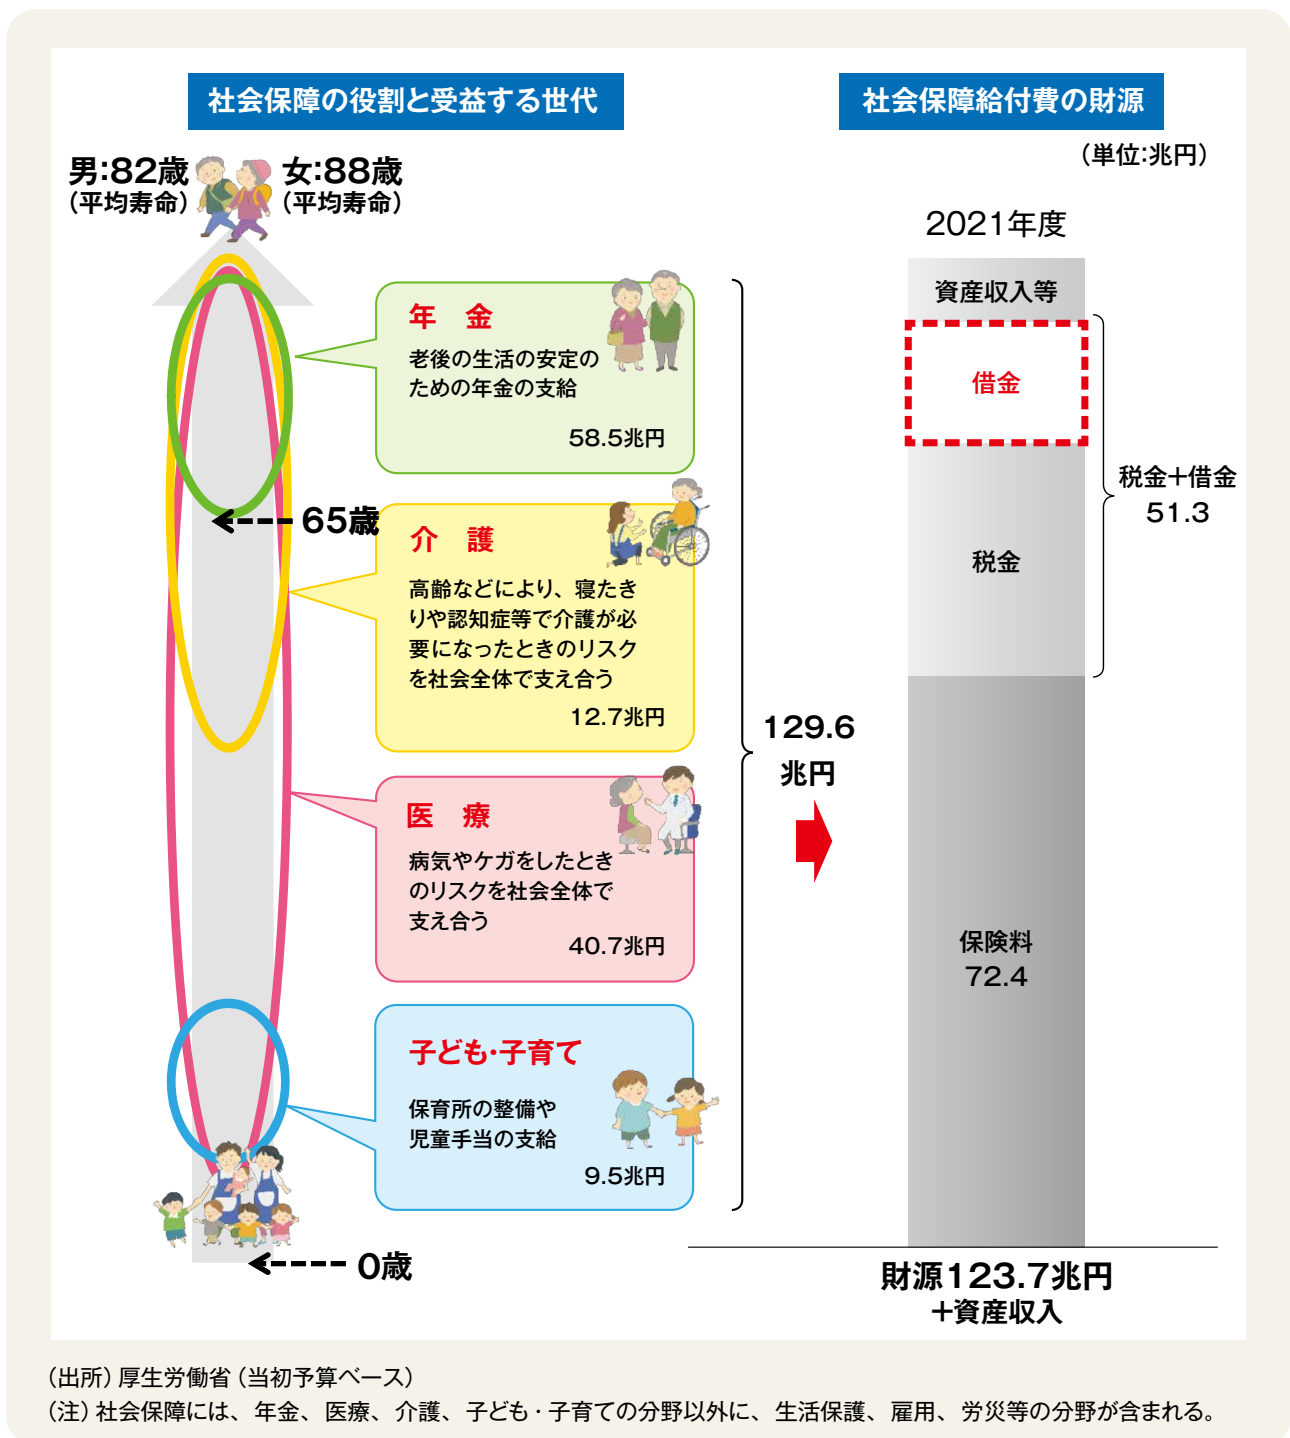 社会保障の役割と受益する世代
男:82歳
(平均寿命)
女:88歳
(平均寿命)
年 金
老後の生活の安定の
ための年金の支給
58.5兆円
65歳
介 護
高齢などにより、寝たき
りや認知症等で介護が必
要になったときのリスク
を社会全体で支え合う
12.7兆円
医 療
病気やケガをしたとき
のリスクを社会全体で
支え合う
40.7兆円
子ども・子育て
保育所の整備や
児童手当の支給
9.5兆円
0歳
129.6
兆円
社会保障給付費の財源
(単位:兆円)
2021年度
資産収入等
借金
税金
税金+借金
51.3
保険料
72.4
財源123.7兆円
+資産収入
(出所)厚生労働省(当初予算ベース)
(注)社会保障には、年金、医療、介護、子ども・子育ての分野以外に、生活保護、雇用、労災等の分野が含まれる。